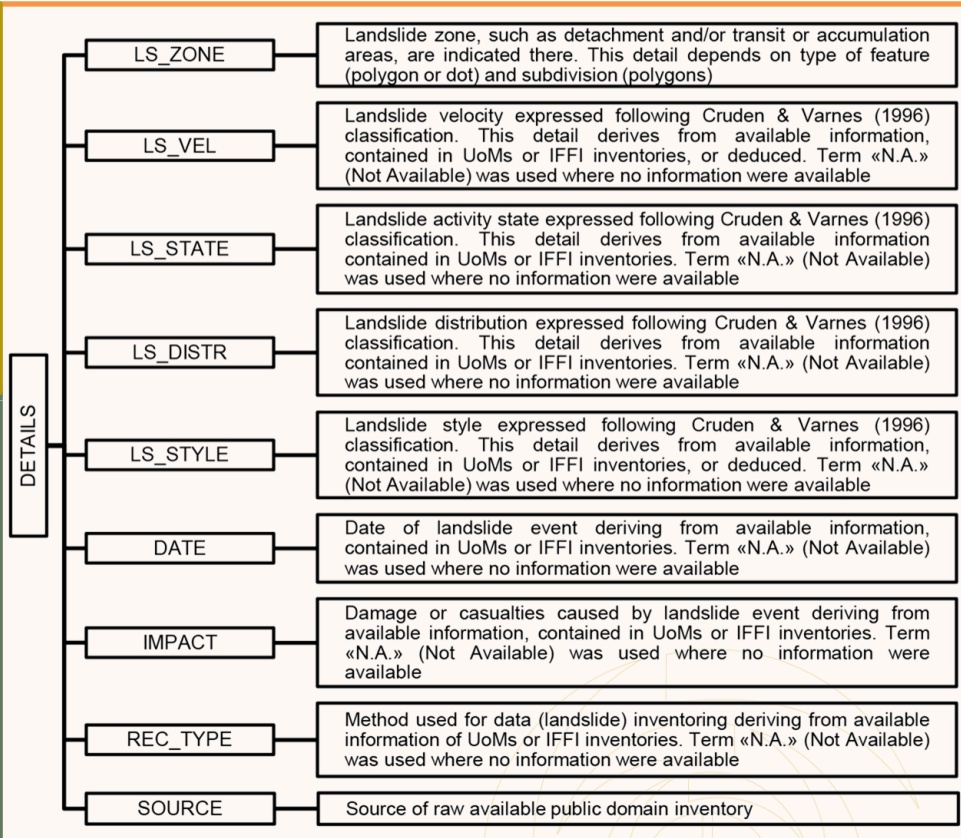 DETAILS
LS_ZONE
Landslide zone, such as detachment and/or transit or accumulation
areas, are indicated there. This detail depends on type of feature
(polygon or dot) and subdivision (polygons)
LS_VEL
Landslide velocity expressed following Cruden & Varnes (1996)
classification. This detail derives from available information,
contained in UoMs or IFFI inventories, or deduced. Term «N.A.»
(Not Available) was used where no information were available
LS_STATE
Landslide activity state expressed following Cruden & Varnes (1996)
classification. This detail derives from available information
contained in UoMs or IFFI inventories. Term «N.A.» (Not Available)
was used where no information were available
LS_DISTR
Landslide distribution expressed following Cruden & Varnes (1996)
classification. This detail derives from available information
contained in UoMs or IFFI inventories. Term «N.A.» (Not Available)
was used where no information were available
LS_STYLE
Landslide style expressed following Cruden & Varnes (1996)
classification. This detail derives from available information,
contained in UoMs or IFFI inventories, or deduced. Term «N.A.»
(Not Available) was used where no information were available
DATE
Date of landslide event deriving from available information,
contained in UoMs or IFFI inventories. Term «N.A.» (Not Available)
was used where no information were available
IMPACT
Damage or casualties caused by landslide event deriving from
available information, contained in UoMs or IFFI inventories. Term
«N.A.» (Not Available) was used where no information were
available
REC_TYPE
Method used for data (landslide) inventoring deriving from available
information of UoMs or IFFI inventories. Term «N.A.» (Not Available)
was used where no information were available
SOURCE
Source of raw available public domain inventory